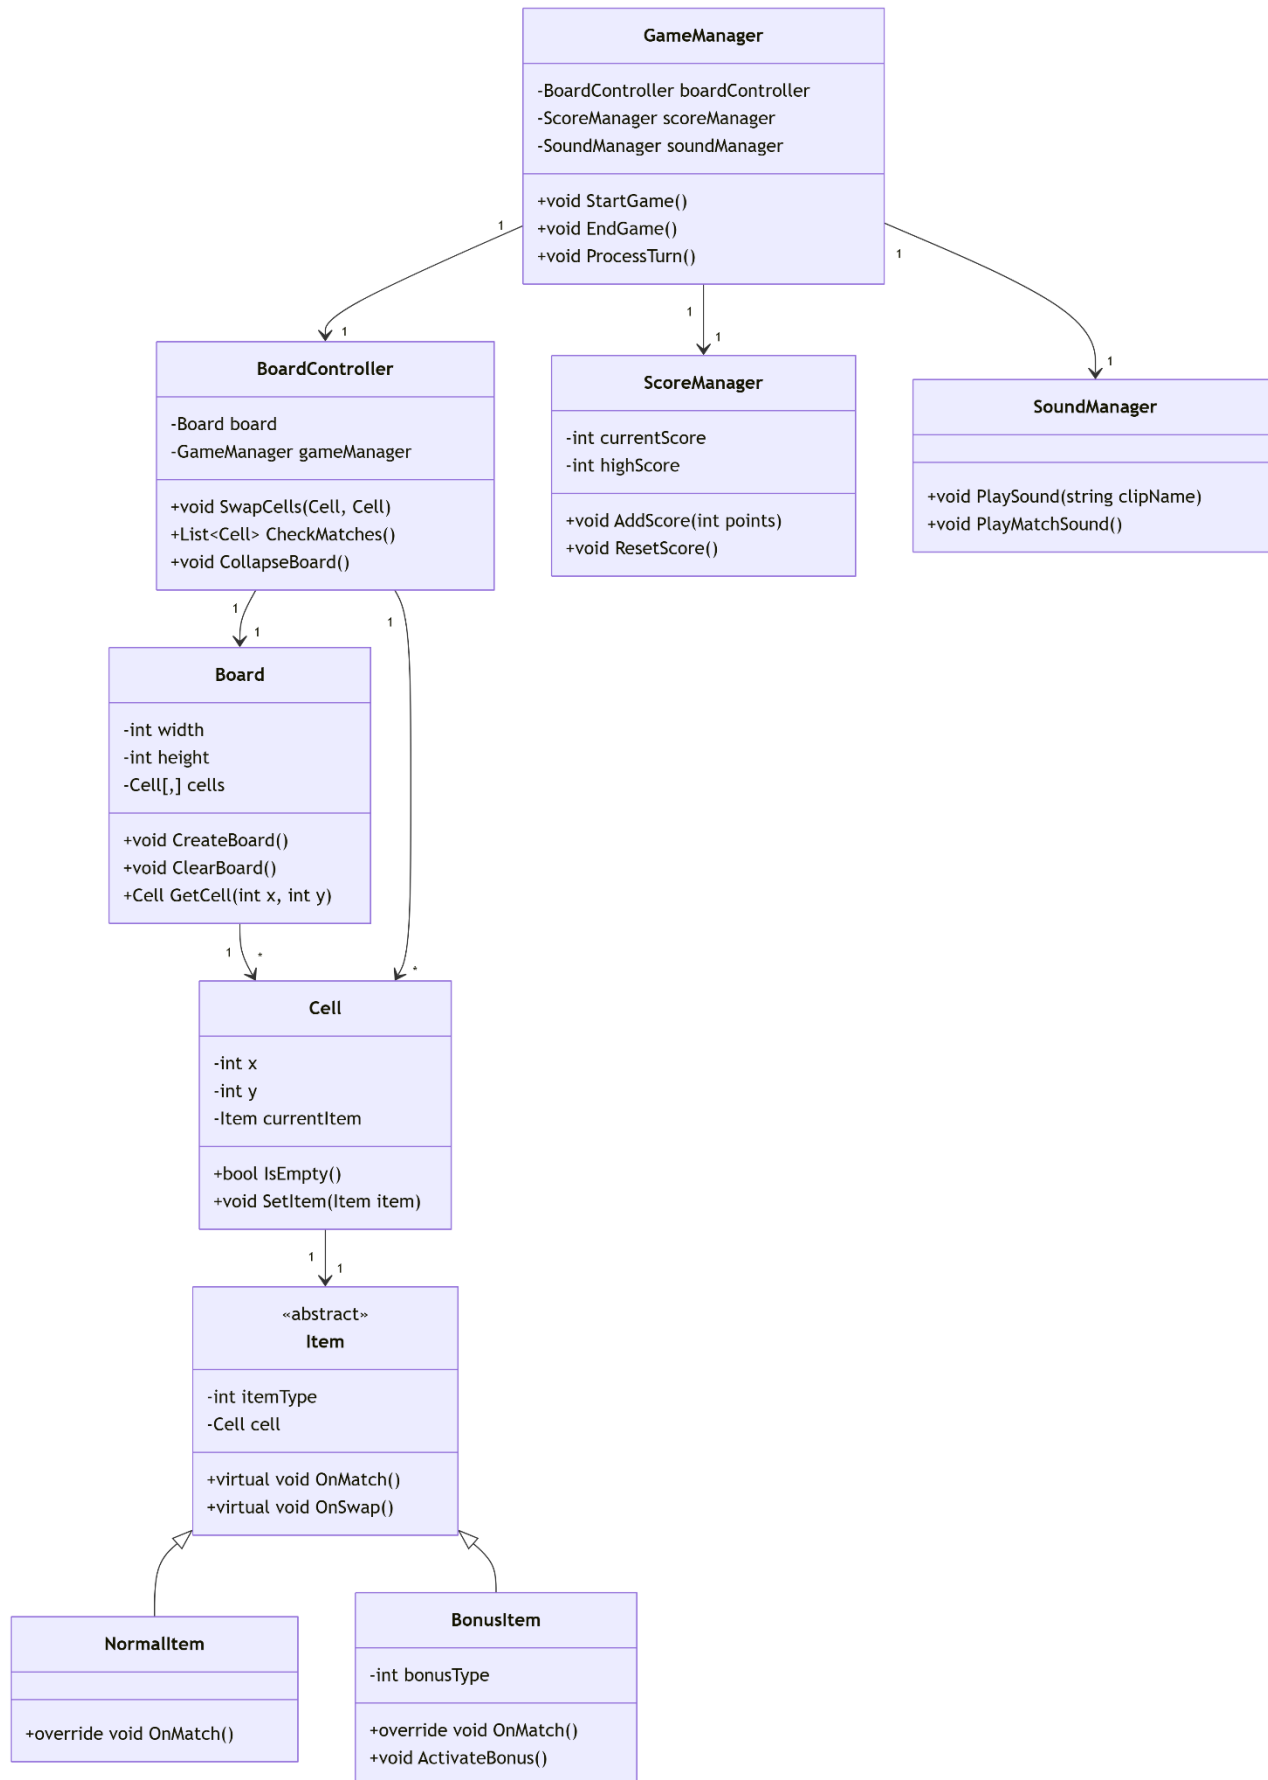 GameManager
-BoardController boardController
-ScoreManager scoreManager
-SoundManager soundManager
+void StartGame()
+void EndGame()
+void ProcessTurn()
1
1
1
1
1
1
BoardController
-Board board
-GameManager gameManager
+void SwapCells(Cell, Cell)
+List<Cell> CheckMatches()
+void CollapseBoard()
ScoreManager
-int currentScore
-int highScore
+void AddScore(int points)
+void ResetScore()
SoundManager
+void PlaySound(string clipName)
+void PlayMatchSound()
1
1
1
Board
-int width
-int height
-Cell[,] cells
+void CreateBoard()
+void ClearBoard()
+Cell GetCell(int x, int y)
1
*
*
Cell
-int x
-int y
-Item currentItem
+bool IsEmpty()
+void SetItem(Item item)
1
1
«abstract»
Item
-int itemType
-Cell cell
+virtual void OnMatch()
+virtual void OnSwap()
NormalItem
+override void OnMatch()
BonusItem
-int bonusType
+override void OnMatch()
+void ActivateBonus()